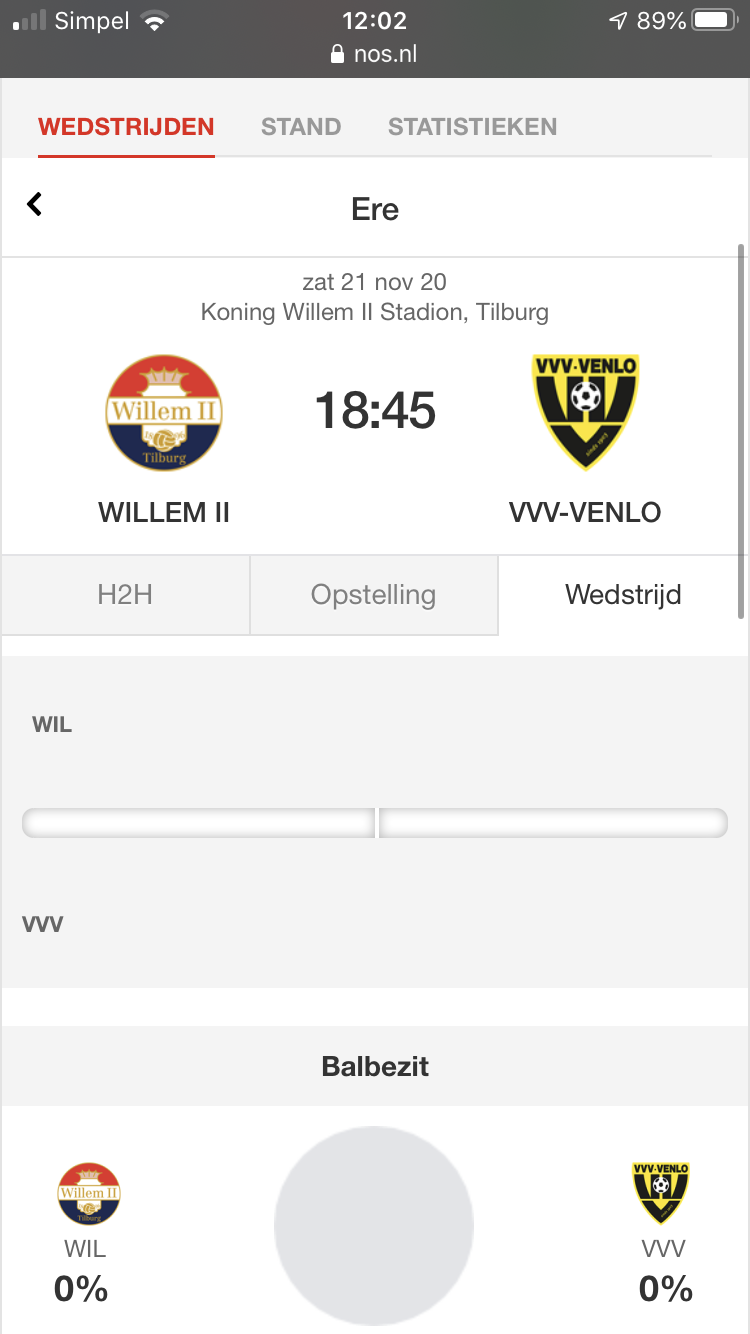 Simpel 12:02 89%
nos.nl
WEDSTRIJDEN STAND STATISTIEKEN
Ere
zat 21 nov 20
Koning Willem II Stadion, Tilburg
Willem II
Tilburg
18:45
VVV-VENLO
sinds 1903
WILLEM II VVV-VENLO
H2H Opstelling Wedstrijd
WIL
VVV
Balbezit
Willem II
Tilburg
VVV-VENLO
WIL VVV
0% 0%